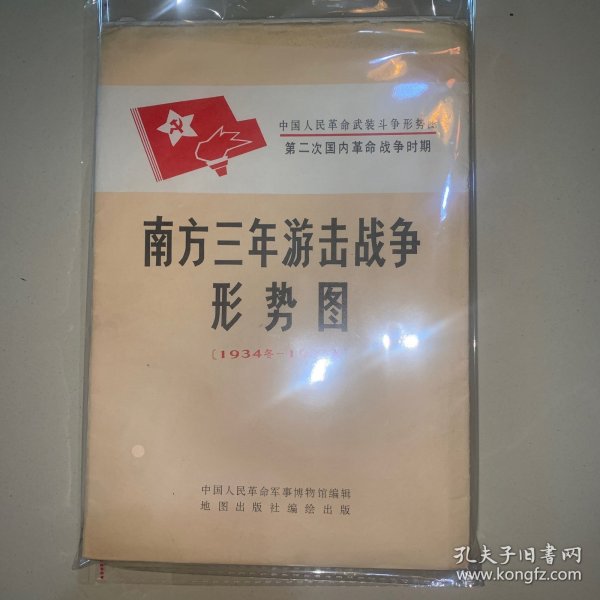 中国人民革命武装斗争形势图
第二次国内革命战争时期
南方三年游击战争
形势图
〔1934冬–1
中国人民革命军事博物馆编辑
地图出版社编绘出版
孔夫子旧书网
www.kongfz.com